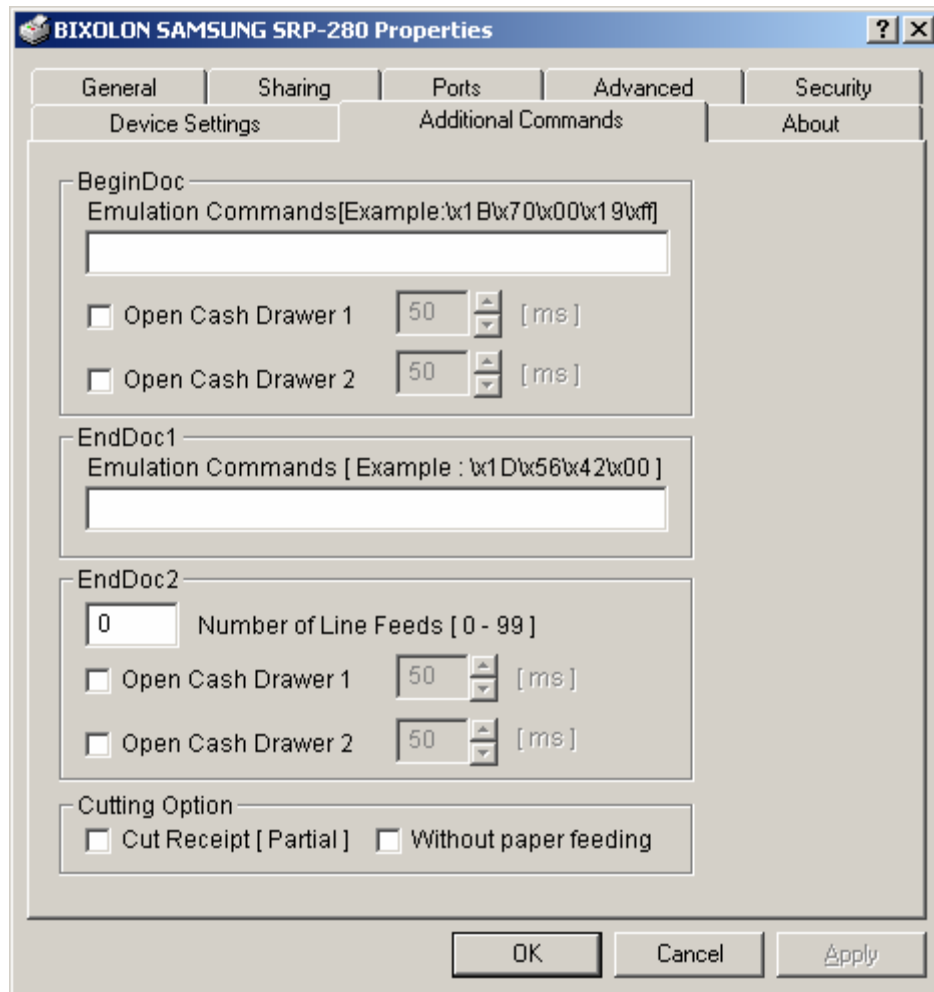 BIXOLON SAMSUNG SRP-280 Properties
General Sharing Ports Advanced Security
Device Settings Additional Commands About
BeginDoc
Emulation Commands[Example:\x1B\x70\x00\x19\xff]
Open Cash Drawer 1 50 [ ms ]
Open Cash Drawer 2 50 [ ms ]
EndDoc1
Emulation Commands [ Example : \x1D\x56\x42\x00 ]
EndDoc2
0 Number of Line Feeds [ 0 - 99 ]
Open Cash Drawer 1 50 [ ms ]
Open Cash Drawer 2 50 [ ms ]
Cutting Option
Cut Receipt [ Partial ] Without paper feeding
OK Cancel Apply